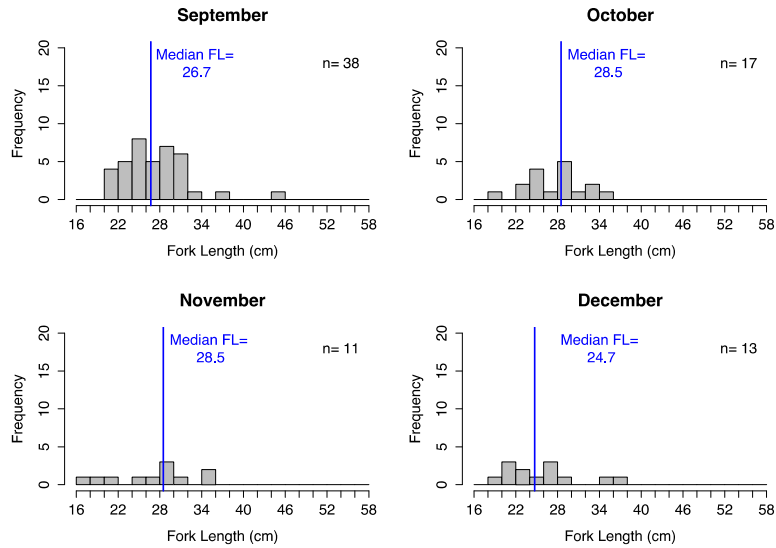 September
Median FL=
26.7
n= 38
20
15
10
5
0
Frequency
16 22 28 34 40 46 52 58
Fork Length (cm)
October
Median FL=
28.5
n= 17
20
15
10
5
0
Frequency
16 22 28 34 40 46 52 58
Fork Length (cm)
November
Median FL=
28.5
n= 11
20
15
10
5
0
Frequency
16 22 28 34 40 46 52 58
Fork Length (cm)
December
Median FL=
24.7
n= 13
20
15
10
5
0
Frequency
16 22 28 34 40 46 52 58
Fork Length (cm)